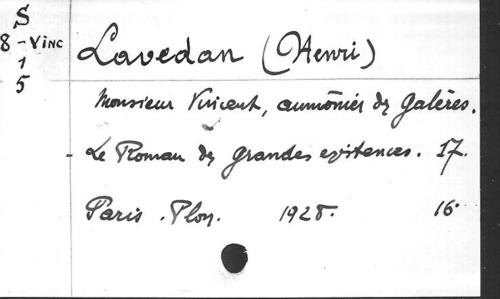 S
8 - Vinc
1
5
Lavedan (Henri)
Monsieur Vincent, aumônier des Galères.
- Le Roman des grandes existences. 17.
Paris. Plon. 1928. 16.